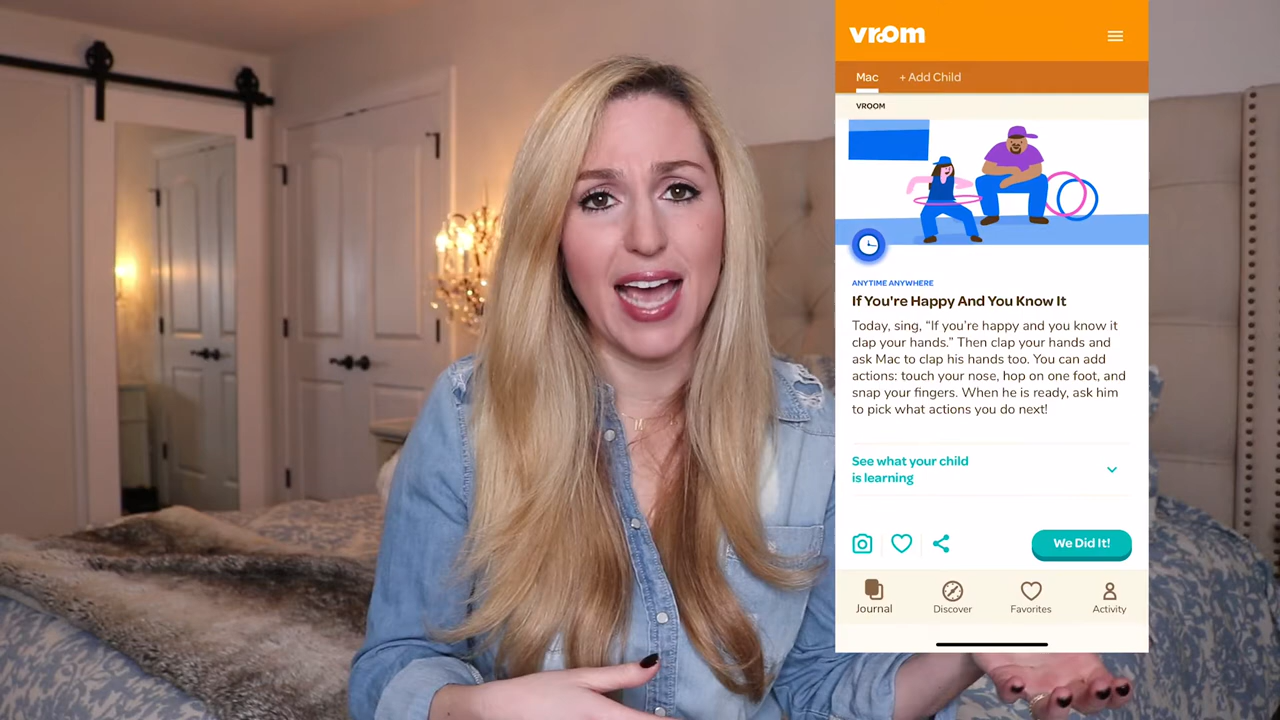 vroom
Mac + Add Child
VROOM
ANYTIME ANYWHERE
If You're Happy And You Know It
Today, sing, “If you’re happy and you know it
clap your hands.” Then clap your hands and
ask Mac to clap his hands too. You can add
actions: touch your nose, hop on one foot, and
snap your fingers. When he is ready, ask him
to pick what actions you do next!
See what your child
is learning
We Did It!
Journal Discover Favorites Activity